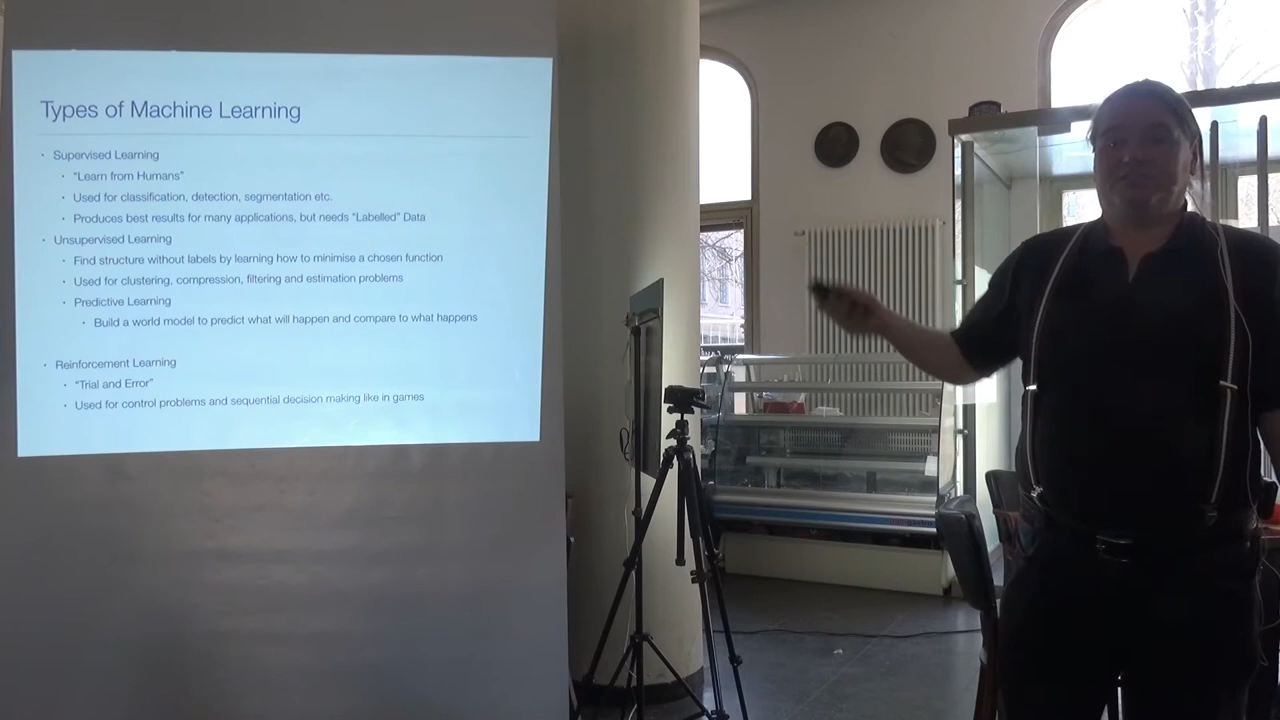 Types of Machine Learning
• Supervised Learning
• "Learn from Humans"
• Used for classification, detection, segmentation etc.
• Produces best results for many applications, but needs "Labelled" Data
• Unsupervised Learning
• Find structure without labels by learning how to minimise a chosen function
• Used for clustering, compression, filtering and estimation problems
• Predictive Learning
• Build a world model to predict what will happen and compare to what happens
• Reinforcement Learning
• "Trial and Error"
• Used for control problems and sequential decision making like in games